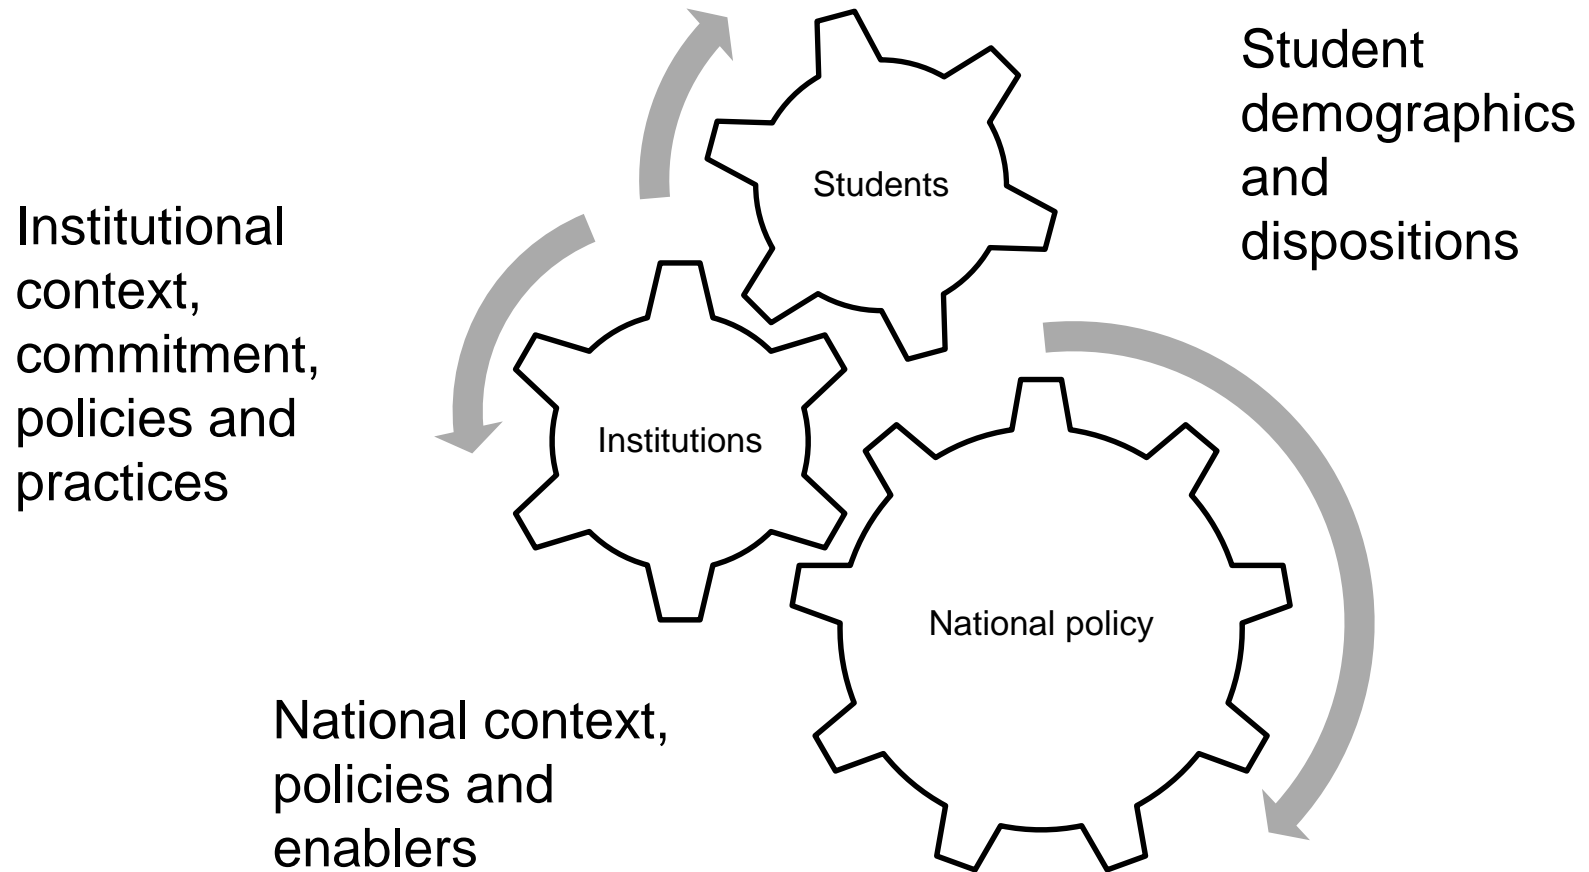 Student
demographics
and
dispositions
Students
Institutional
context,
commitment,
policies and
practices
Institutions
National policy
National context,
policies and
enablers